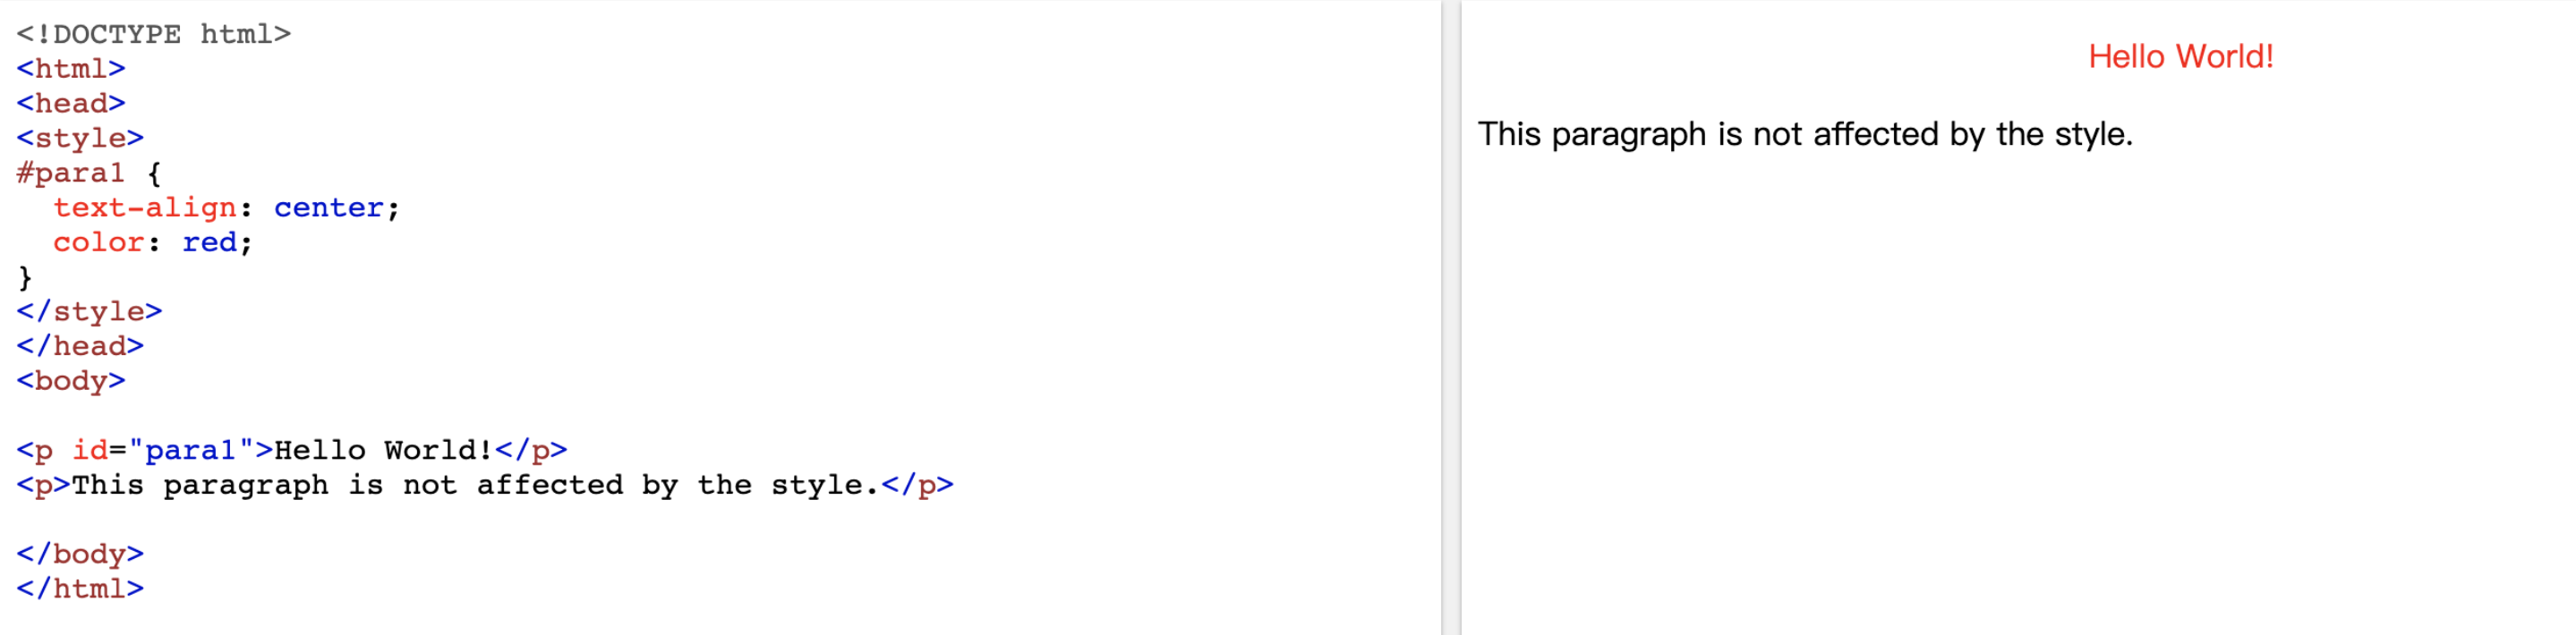 <!DOCTYPE html>
<html>
<head>
<style>
#para1 {
  text-align: center;
  color: red;
}
</style>
</head>
<body>

<p id="para1">Hello World!</p>
<p>This paragraph is not affected by the style.</p>

</body>
</html>
Hello World!
This paragraph is not affected by the style.